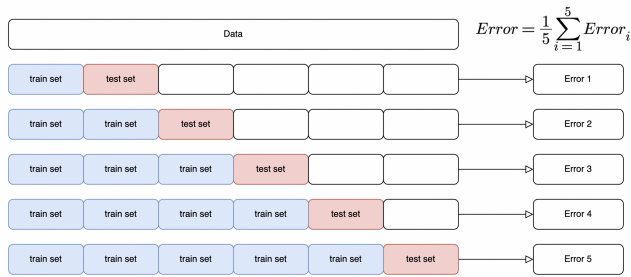 Data
Error = 1/5 5∑i = 1 Error i
train set test set Error 1
train set train set test set Error 2
train set train set train set test set Error 3
train set train set train set train set test set Error 4
train set train set train set train set train set test set Error 5